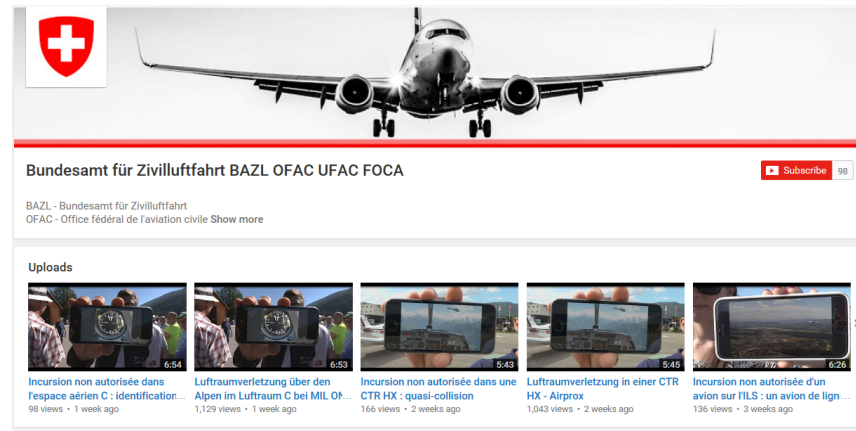 Bundesamt für Zivilluftfahrt BAZL OFAC UFAC FOCA
Subscribe 98
BAZL - Bundesamt für Zivilluftfahrt
OFAC - Office fédéral de l'aviation civile Show more
Uploads
6:54
6:53
5:43
5:45
6:26
Incursion non autorisée dans
l'espace aérien C : identification...
98 views • 1 week ago
Luftraumverletzung über den
Alpen im Luftraum C bei MIL ON...
1,129 views • 1 week ago
Incursion non autorisée dans une
CTR HX : quasi-collision
166 views • 2 weeks ago
Luftraumverletzung in einer CTR
HX - Airprox
1,043 views • 2 weeks ago
Incursion non autorisée d'un
avion sur l'ILS : un avion de lign...
136 views • 3 weeks ago